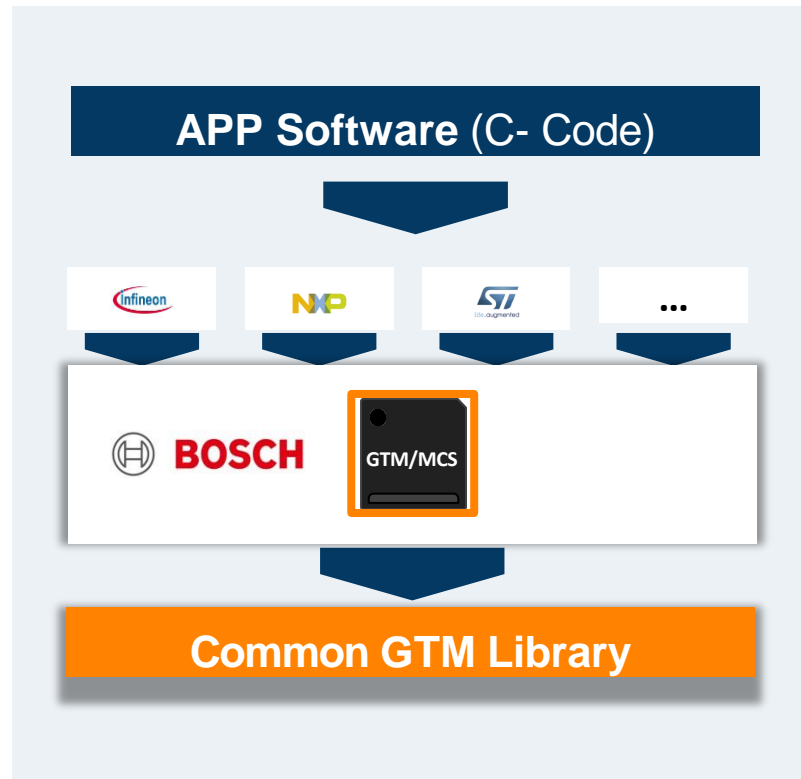 APP Software (C- Code)
infineon
NXP
ST
life.augmented
...
BOSCH
GTM/MCS
Common GTM Library